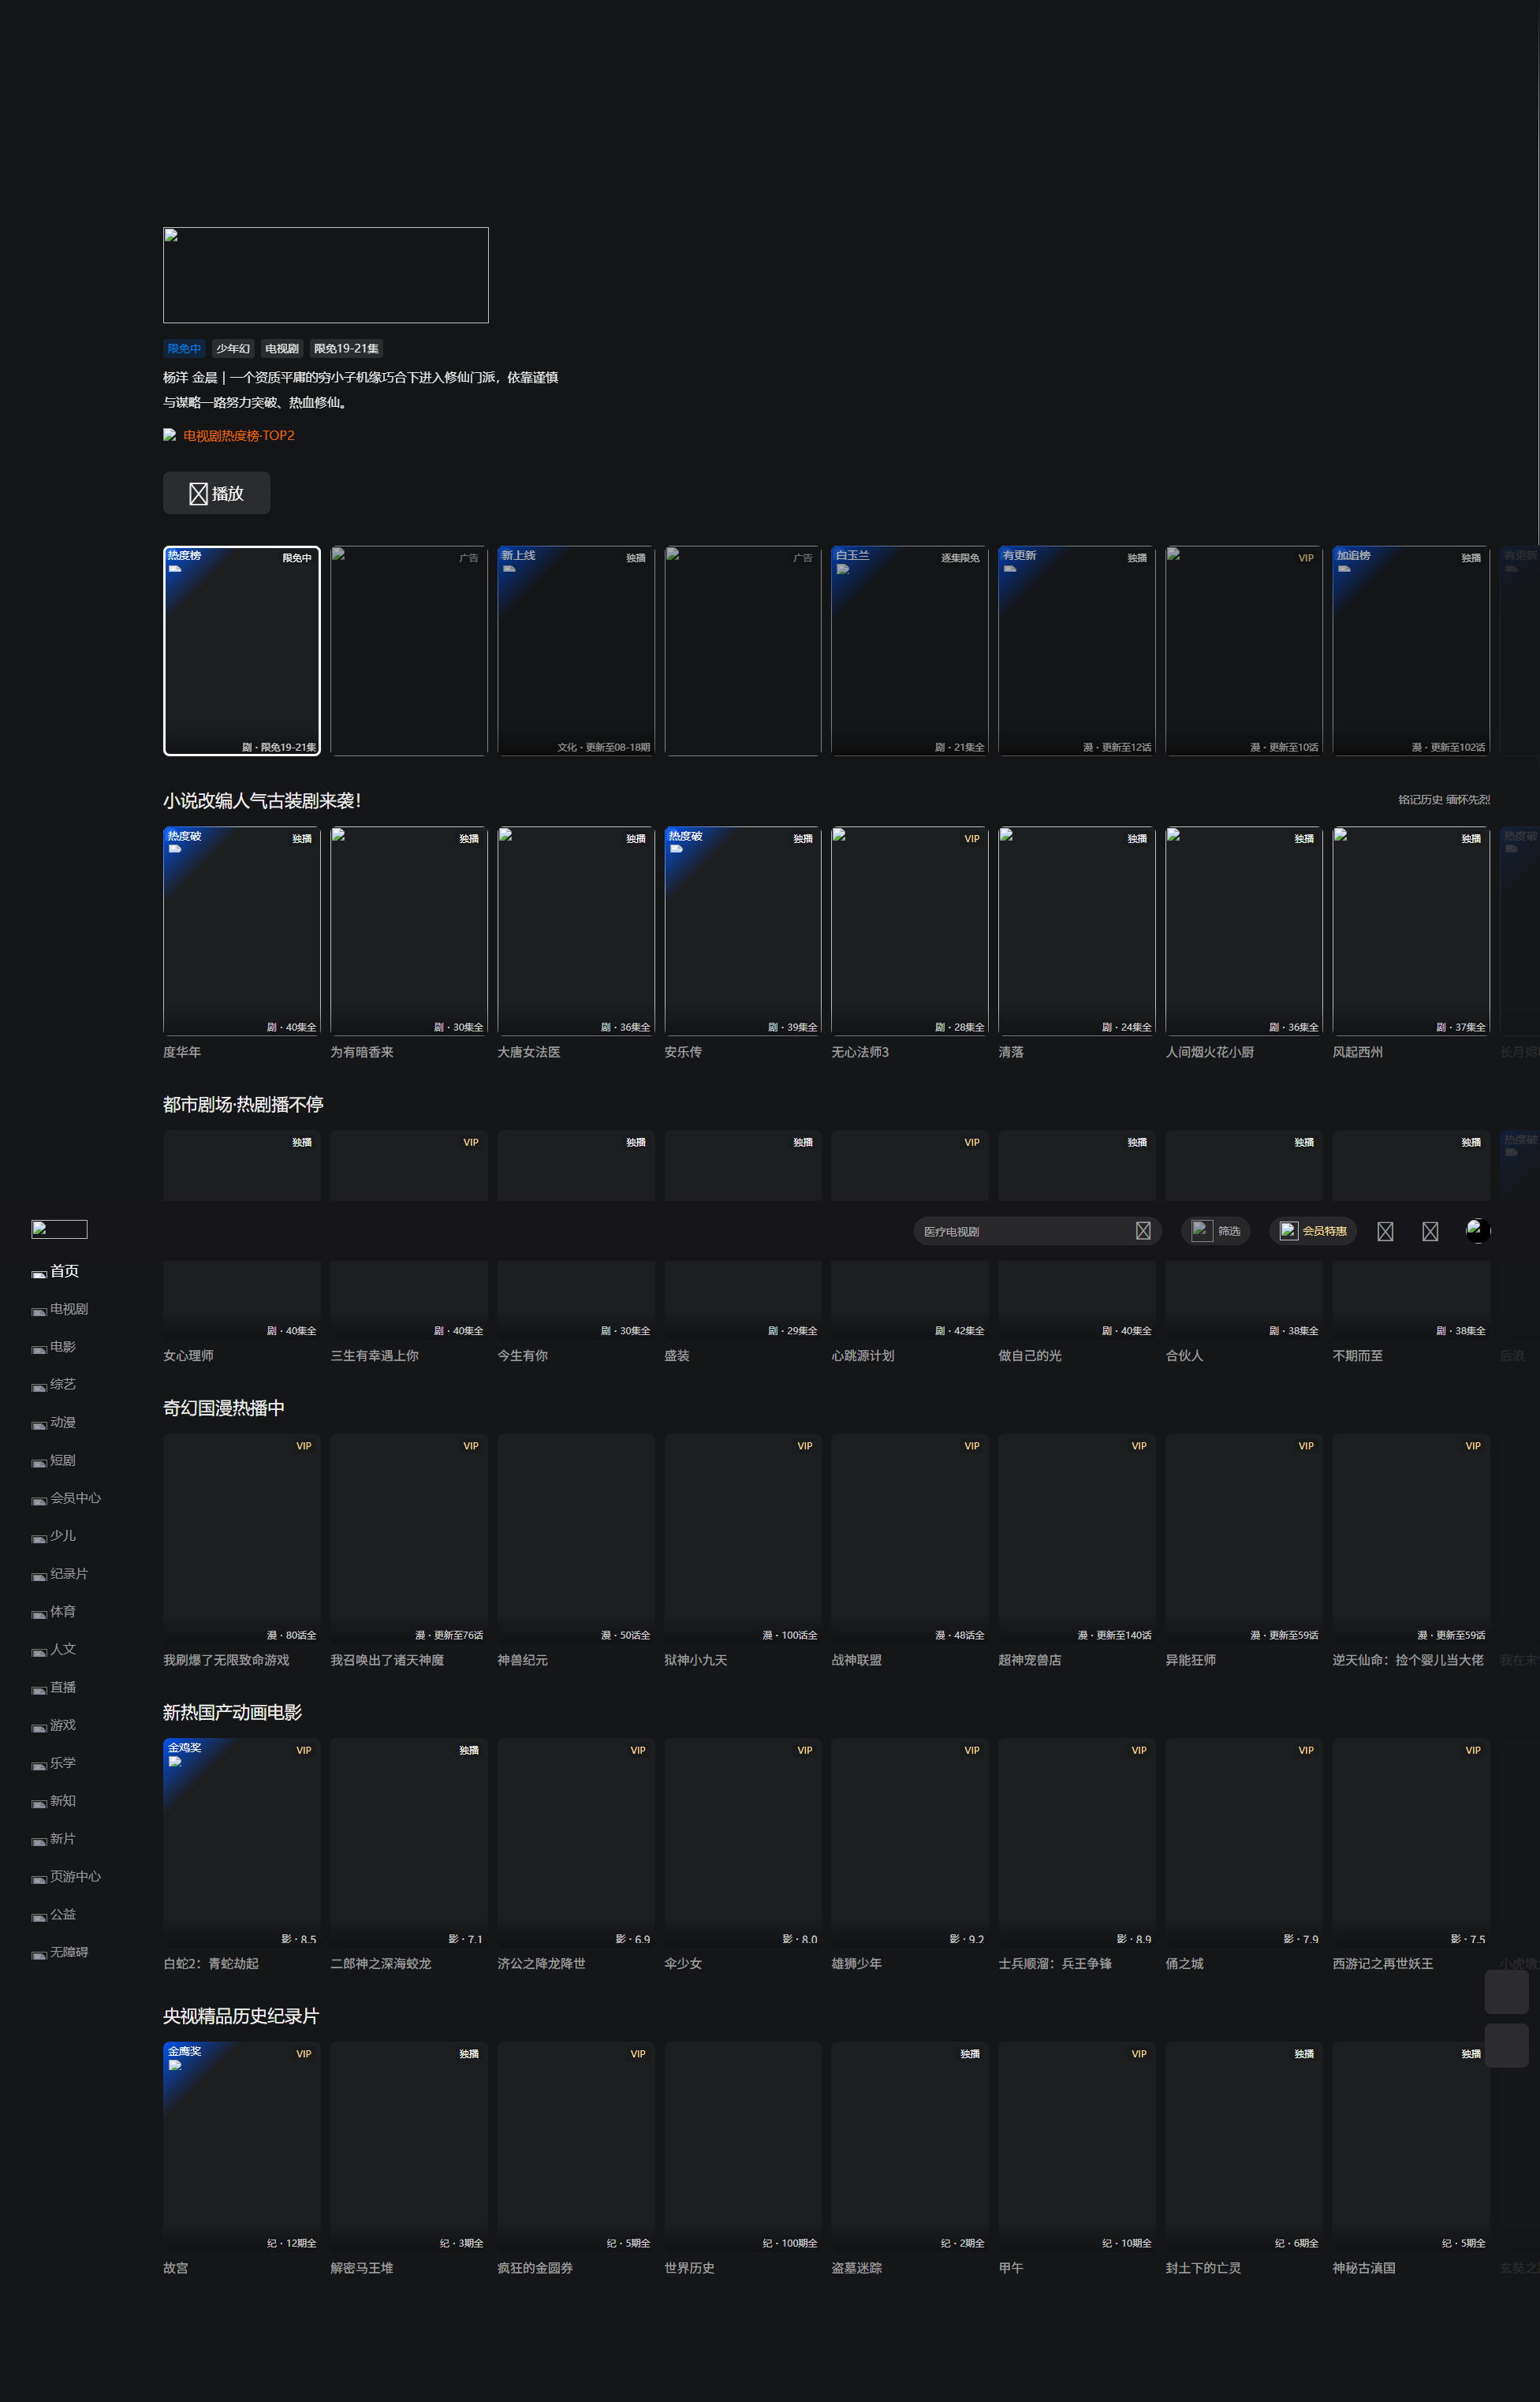 限免中 少年幻 电视剧 限免19-21集
杨洋 金晨 | 一个资质平庸的穷小子机缘巧合下进入修仙门派，依靠谨慎
与谋略一路努力突破、热血修仙。
电视剧热度榜·TOP2
播放
热度榜 限免中 广告 新上线 独播 广告 白玉兰 逐集限免 有更新 独播 VIP 加追榜 独播 有更新
剧·限免19-21集 文化·更新至08-18期 剧·21集全 漫·更新至12话 漫·更新至10话 漫·更新至102话
小说改编人气古装剧来袭！ 铭记历史 缅怀先烈
热度破 独播 独播 独播 热度破 独播 VIP 独播 独播 独播 热度破
剧·40集全 剧·30集全 剧·36集全 剧·39集全 剧·28集全 剧·24集全 剧·36集全 剧·37集全
度华年 为有暗香来 大唐女法医 安乐传 无心法师3 清落 人间烟火花小厨 风起西州 长月烬
都市剧场·热剧播不停
独播 VIP 独播 独播 VIP 独播 独播 独播 热度破
医疗电视剧 筛选 会员特惠
剧·40集全 剧·40集全 剧·30集全 剧·29集全 剧·42集全 剧·40集全 剧·38集全 剧·38集全
女心理师 三生有幸遇上你 今生有你 盛装 心跳源计划 做自己的光 合伙人 不期而至 后浪
首页
电视剧
电影
综艺
动漫
短剧
会员中心
少儿
纪录片
体育
人文
直播
游戏
乐学
新知
新片
页游中心
公益
无障碍
奇幻国漫热播中
VIP VIP VIP VIP VIP VIP VIP
漫·80话全 漫·更新至76话 漫·50话全 漫·100话全 漫·48话全 漫·更新至140话 漫·更新至59话 漫·更新至59话
我刷爆了无限致命游戏 我召唤出了诸天神魔 神兽纪元 狱神小九天 战神联盟 超神宠兽店 异能狂师 逆天仙命：捡个婴儿当大佬 我在末
新热国产动画电影
金鸡奖 VIP 独播 VIP VIP VIP VIP VIP VIP
影·8.5 影·7.1 影·6.9 影·8.0 影·9.2 影·8.9 影·7.9 影·7.5
白蛇2：青蛇劫起 二郎神之深海蛟龙 济公之降龙降世 伞少女 雄狮少年 士兵顺溜：兵王争锋 俑之城 西游记之再世妖王 小虎墩
央视精品历史纪录片
金鹰奖 VIP 独播 VIP 独播 VIP 独播 独播
纪·12期全 纪·3期全 纪·5期全 纪·100期全 纪·2期全 纪·10期全 纪·6期全 纪·5期全
故宫 解密马王堆 疯狂的金圆券 世界历史 盗墓迷踪 甲午 封土下的亡灵 神秘古滇国 玄奘之